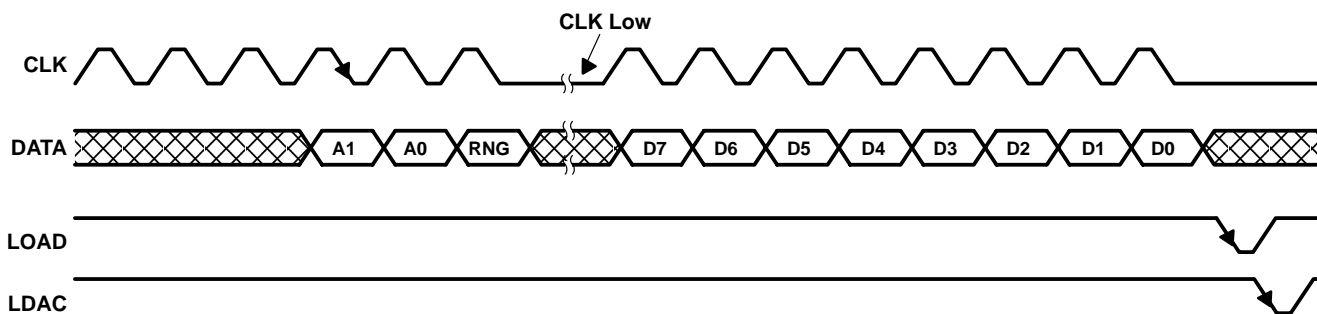 CLK Low
CLK
DATA A1 A0 RNG D7 D6 D5 D4 D3 D2 D1 D0
LOAD
LDAC